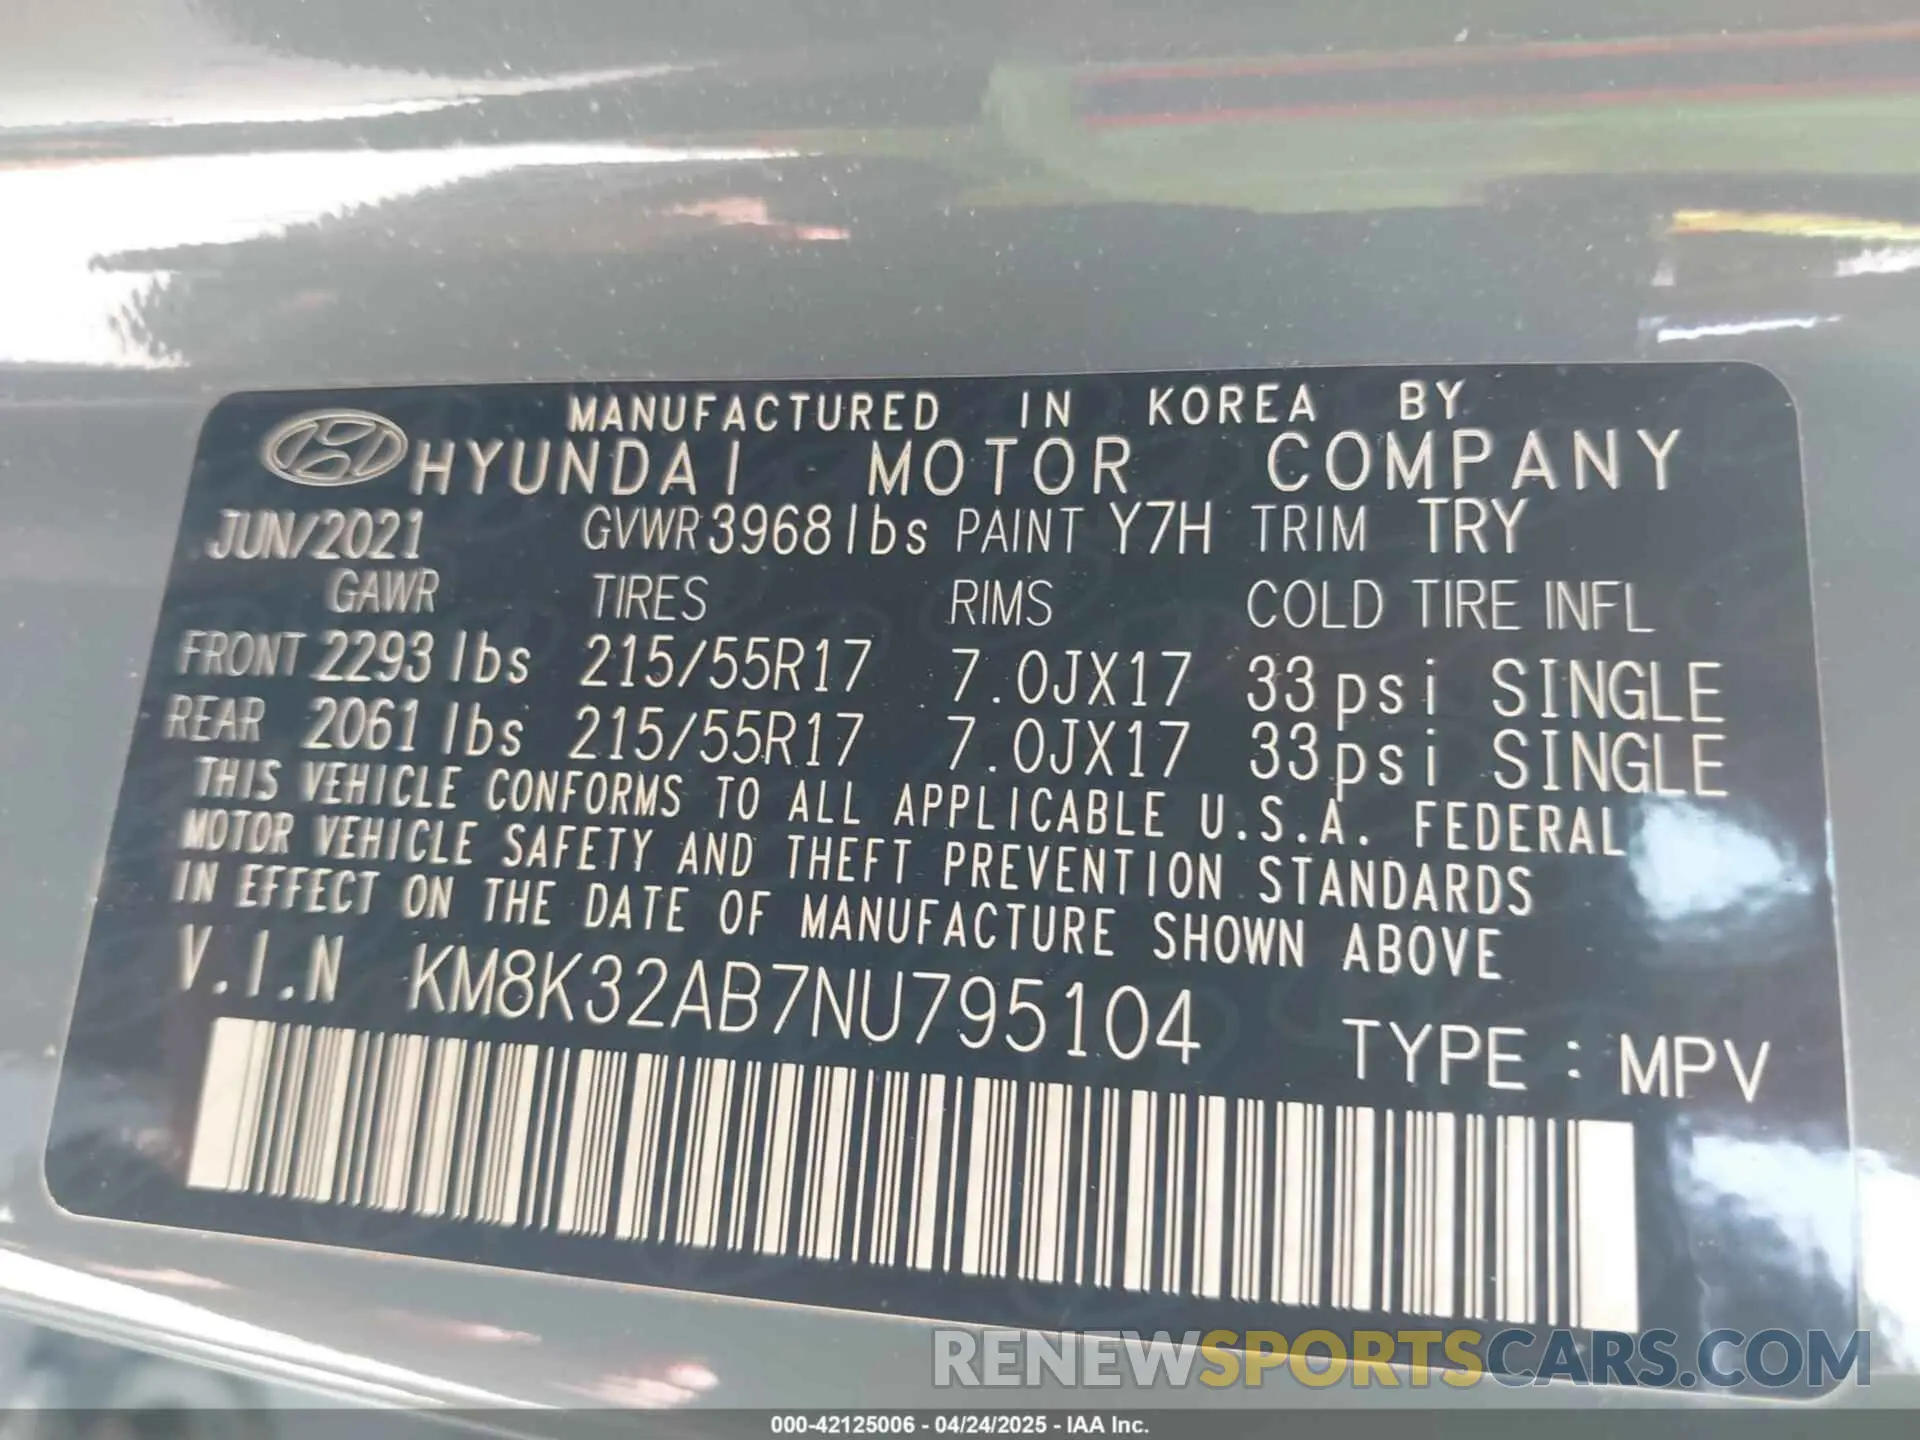 MANUFACTURED IN KOREA BY
HYUNDAI MOTOR COMPANY
JUN/2021 GVWR 3968 lbs PAINT Y7H TRIM TRY
GAWR TIRES RIMS COLD TIRE INFL
FRONT 2293 lbs 215/55R17 7.0JX17 33psi SINGLE
REAR 2061 lbs 215/55R17 7.0JX17 33psi SINGLE
THIS VEHICLE CONFORMS TO ALL APPLICABLE U.S.A. FEDERAL
MOTOR VEHICLE SAFETY AND THEFT PREVENTION STANDARDS
IN EFFECT ON THE DATE OF MANUFACTURE SHOWN ABOVE
V.I.N KM8K32AB7NU795104
TYPE : MPV
RENEWSPORTSCARS.COM
000-42125006 - 04/24/2025 - IAA Inc.